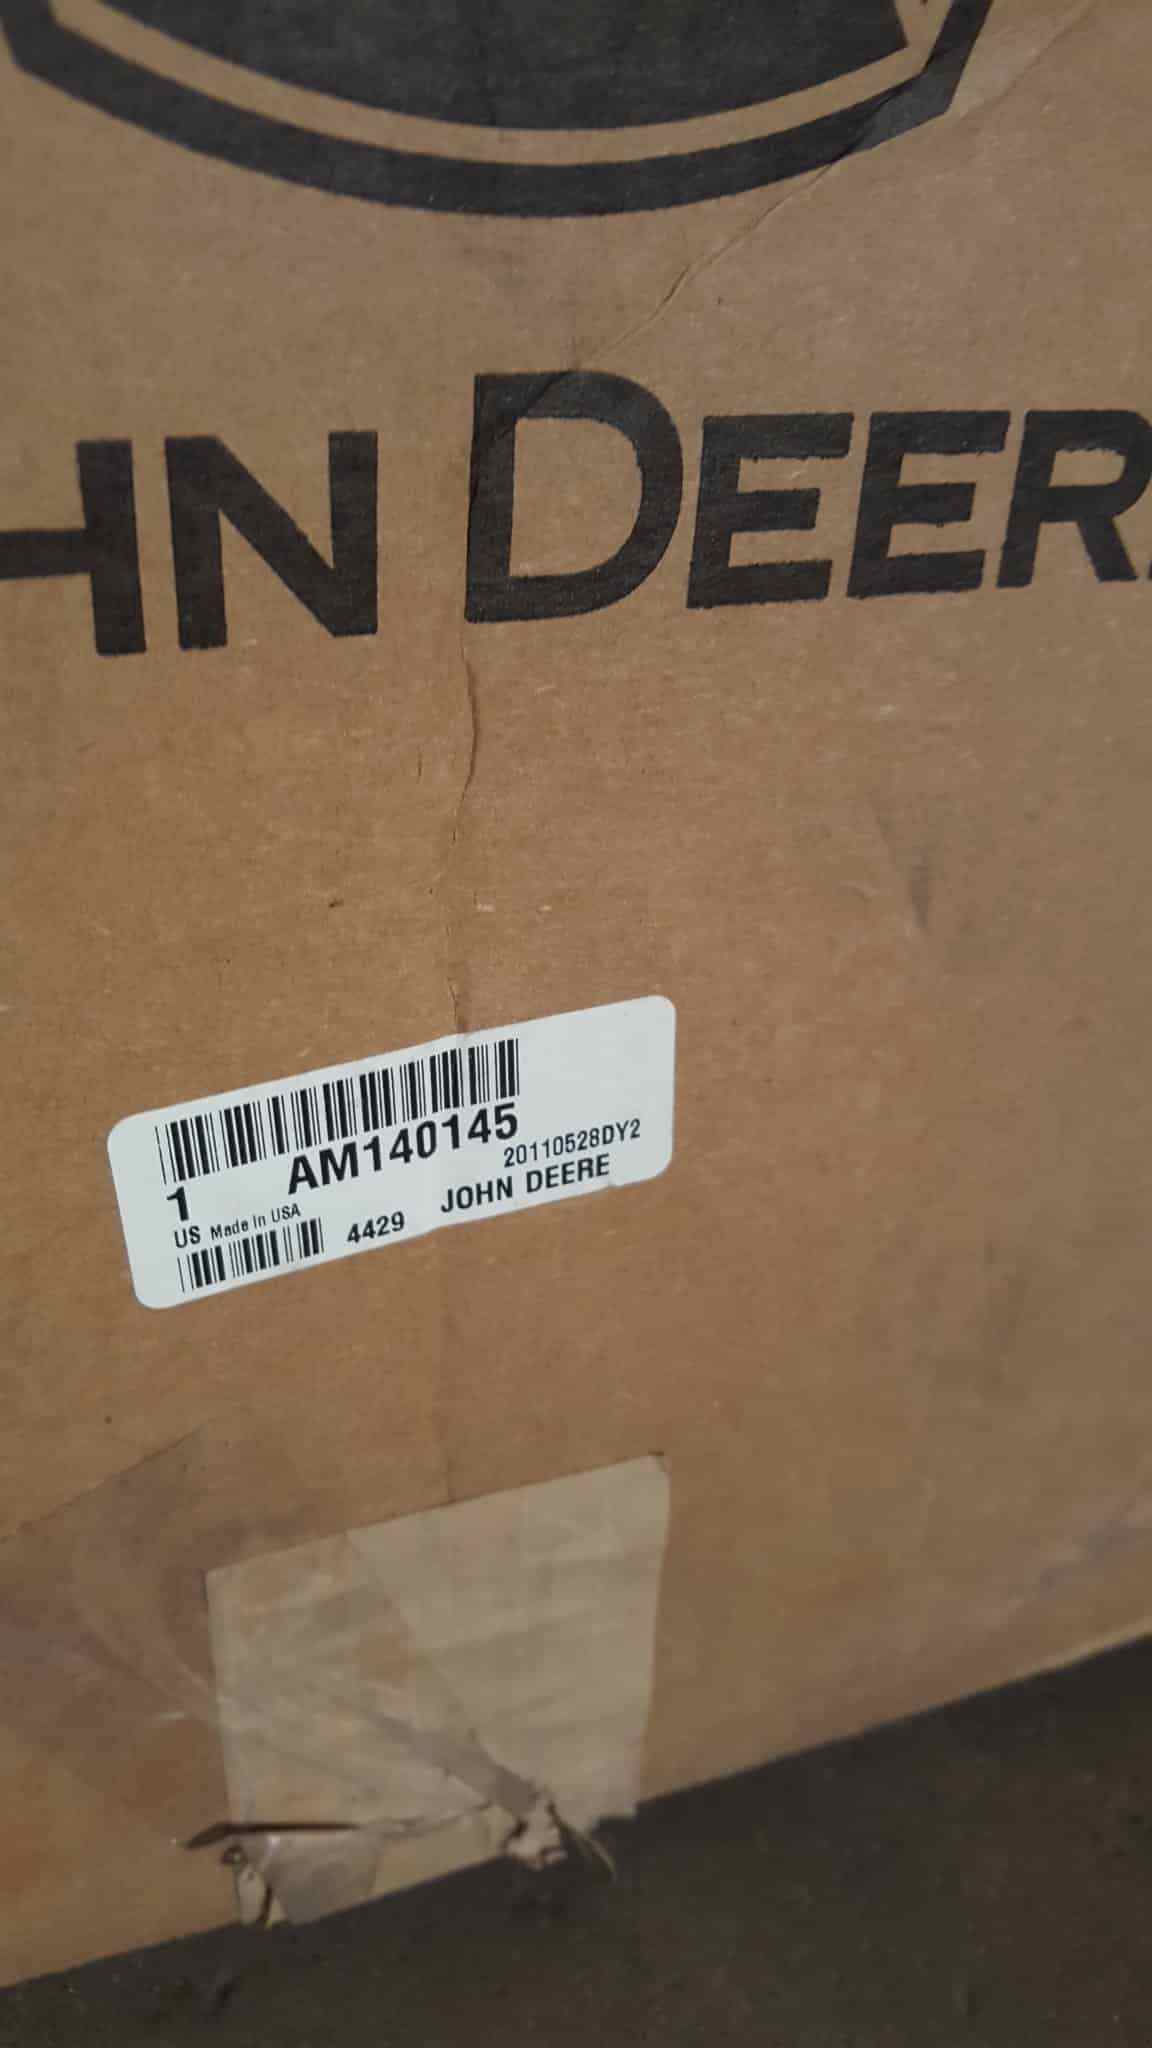 HN DEER
AM140145
1 20110528DY2
US Made in USA JOHN DEERE
4429